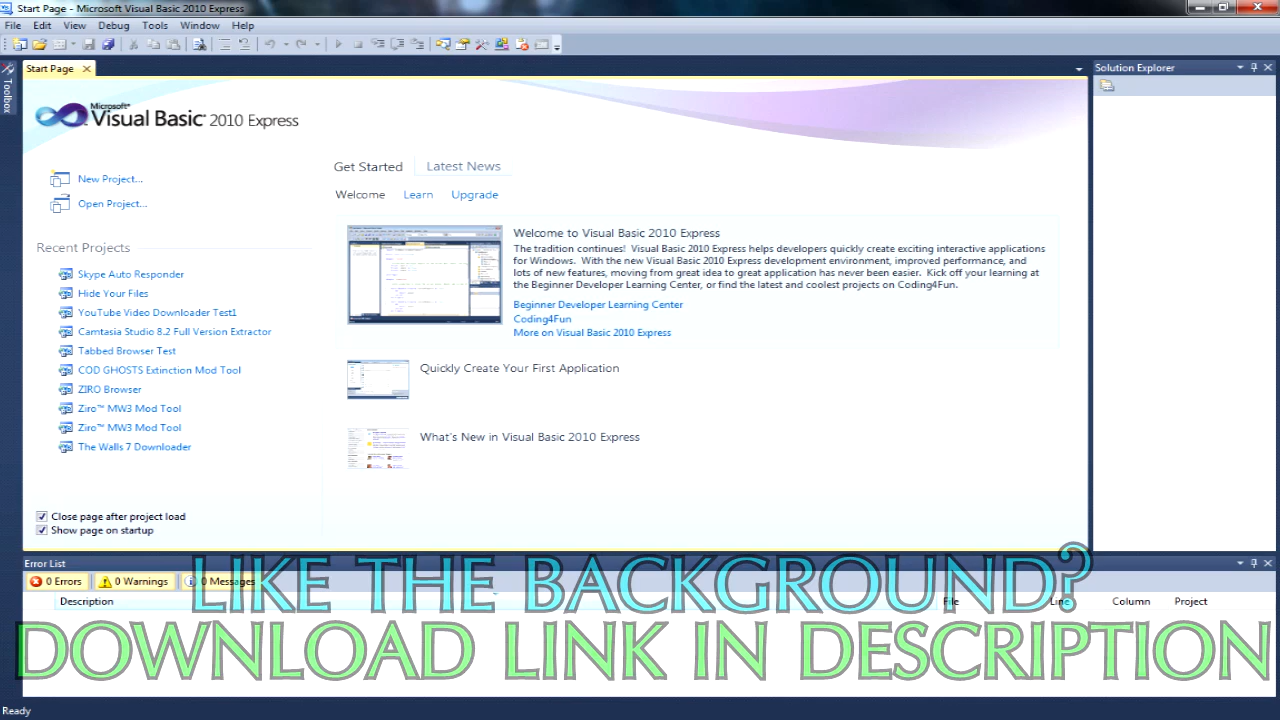 Start Page - Microsoft Visual Basic 2010 Express
File Edit View Debug Tools Window Help
Toolbox
Start Page
Solution Explorer
Microsoft®
Visual Basic® 2010 Express
New Project...
Open Project...
Recent Projects
Skype Auto Responder
Hide Your Files
YouTube Video Downloader Test1
Camtasia Studio 8.2 Full Version Extractor
Tabbed Browser Test
COD GHOSTS Extinction Mod Tool
ZIRO Browser
Ziro™ MW3 Mod Tool
Ziro™ MW3 Mod Tool
The Walls 7 Downloader
Close page after project load
Show page on startup
Get Started Latest News
Welcome Learn Upgrade
Welcome to Visual Basic 2010 Express
The tradition continues! Visual Basic 2010 Express helps developers quickly create exciting interactive applications
for Windows. With the new Visual Basic 2010 Express development environment, improved performance, and
lots of new features, moving from great idea to great application has never been easier. Kick off your learning at
the Beginner Developer Learning Center, or find the latest and coolest projects on Coding4Fun.
Beginner Developer Learning Center
Coding4Fun
More on Visual Basic 2010 Express
Quickly Create Your First Application
What's New in Visual Basic 2010 Express
Error List
0 Errors 0 Warnings 0 Messages
Description File Line Column Project
LIKE THE BACKGROUND?
DOWNLOAD LINK IN DESCRIPTION
Ready